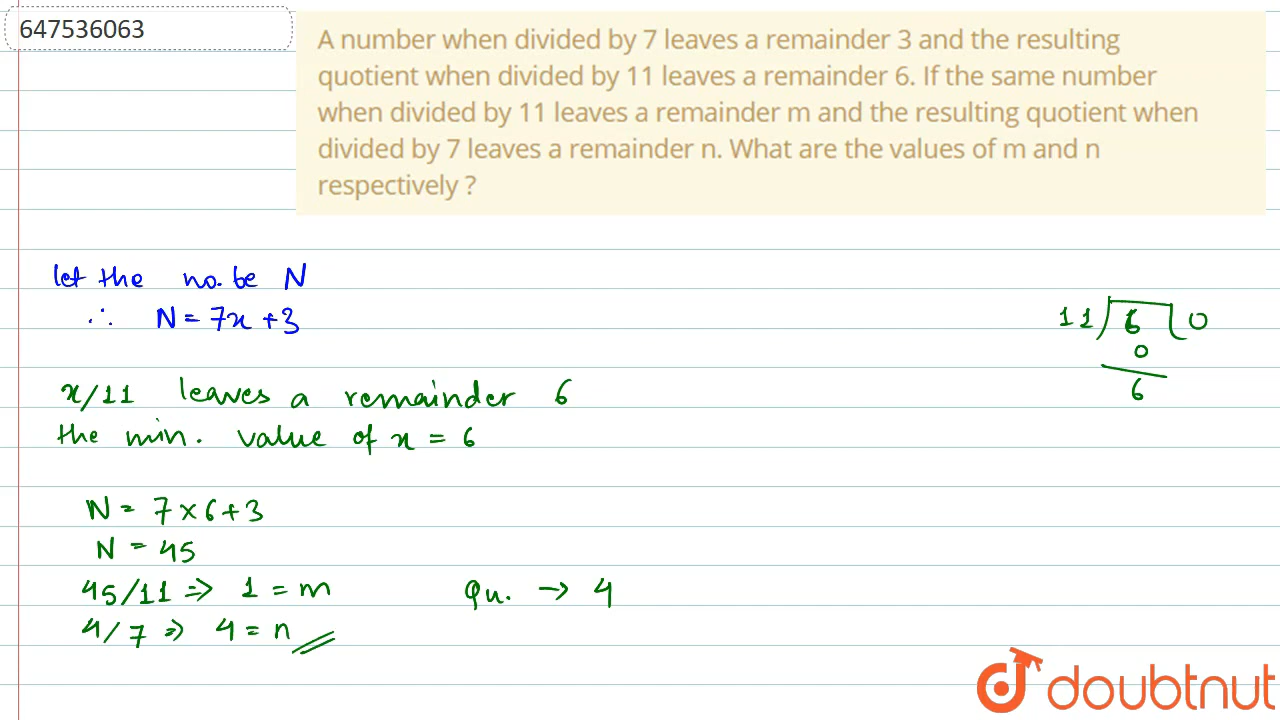 647536063
A number when divided by 7 leaves a remainder 3 and the resulting
quotient when divided by 11 leaves a remainder 6. If the same number
when divided by 11 leaves a remainder m and the resulting quotient when
divided by 7 leaves a remainder n. What are the values of m and n
respectively ?
let the no. be N
∴ N = 7x + 3
11 ) 6 ( 0
0
6
x/11 leaves a remainder 6
the min. value of x = 6
N = 7 × 6 + 3
N = 45
45/11 ⇒ 1 = m Qu. → 4
4/7 ⇒ 4 = n
doubtnut